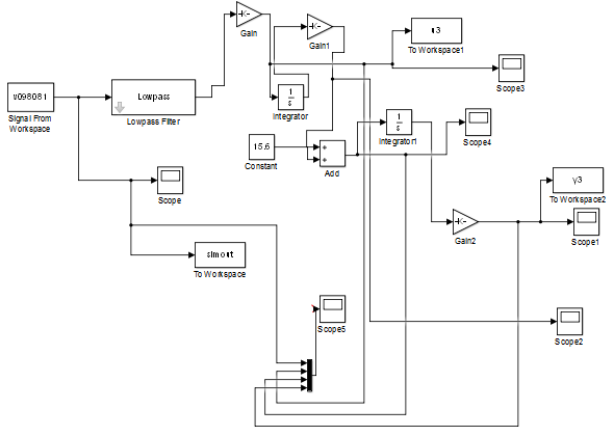 Gain
-K-
Gain1
-K-
u3
To Workspace1
Scope3
Signal From
Workspace
Lowpass
Lowpass Filter
1
s
Integrator
1
s
Integrator1
Scope4
15.6
Constant
+
+
Add
Scope
y3
To Workspace2
-K-
Gain2
Scope1
simout
To Workspace
Scope5
Scope2